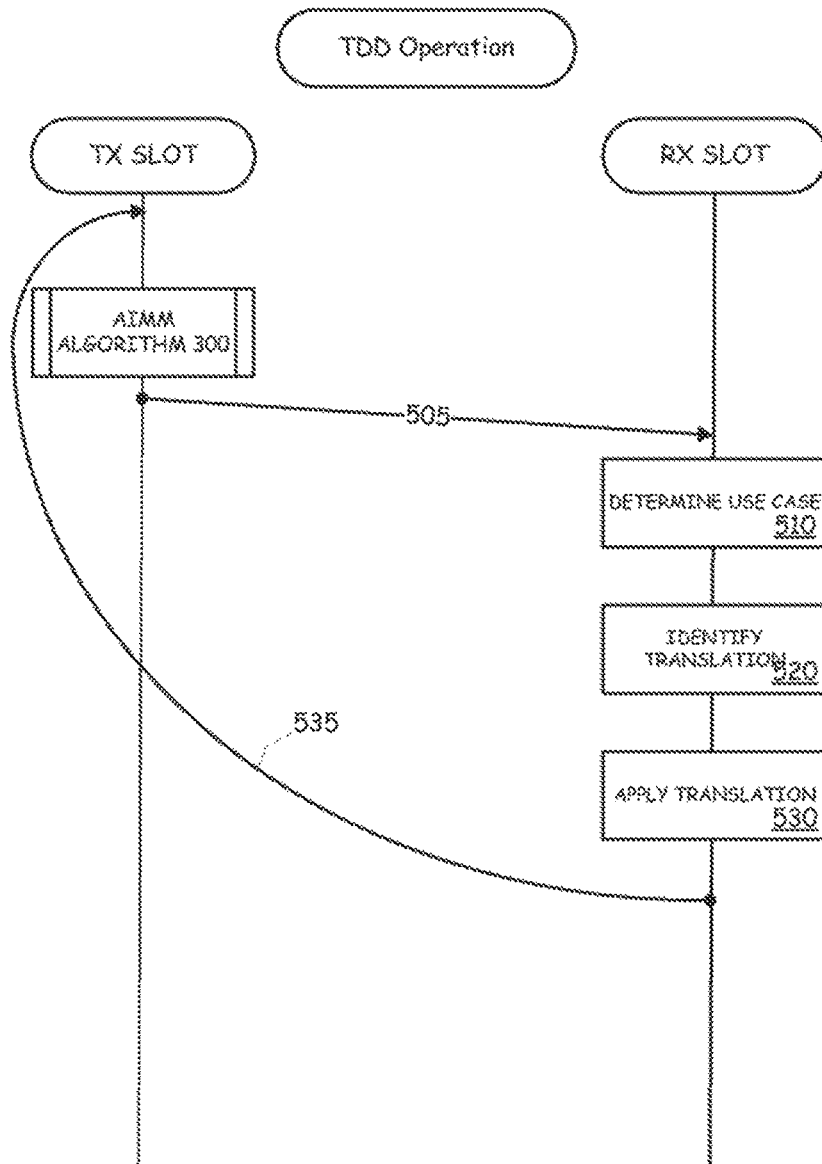 TDD Operation
TX SLOT
RX SLOT
AIMM
ALGORITHM 300
505
DETERMINE USE CASE
510
IDENTIFY
TRANSLATION
520
535
APPLY TRANSLATION
530